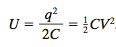 U = q²/2C = ½CV²